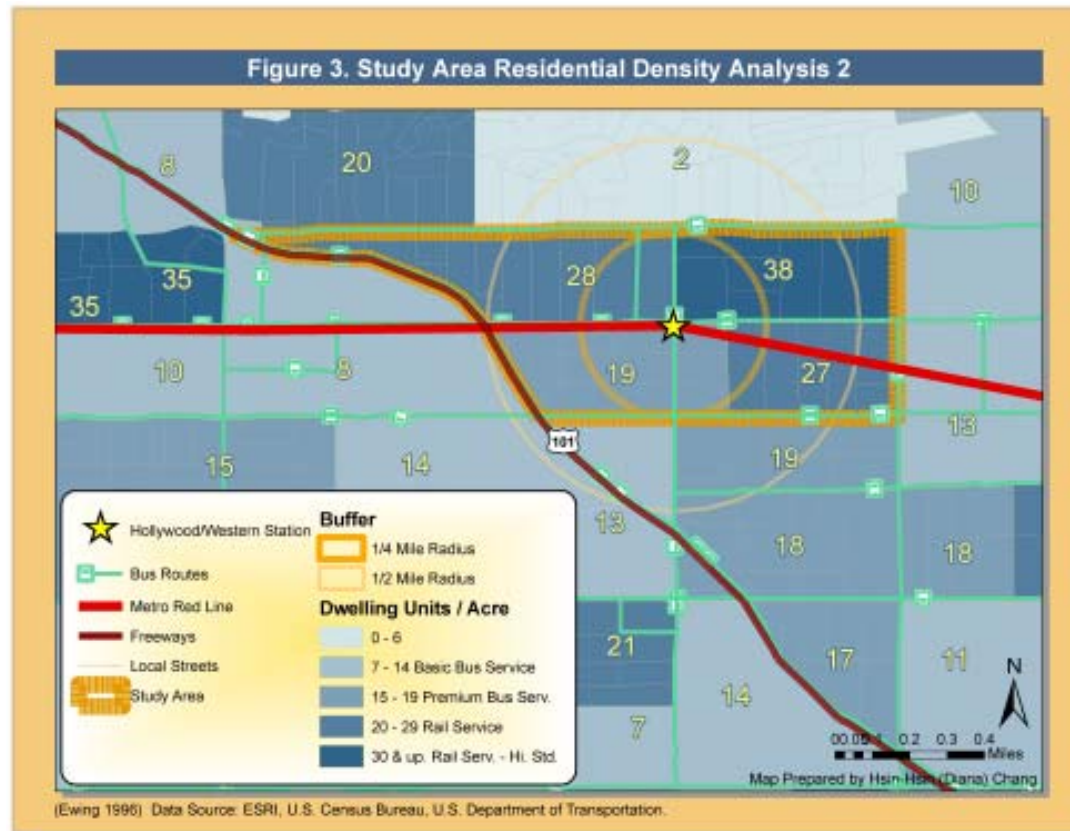 Figure 3. Study Area Residential Density Analysis 2
8
20
2
10
35
35
28
38
10
8
19
27
13
101
15
14
19
13
18
18
21
17
11
14
7
Hollywood/Western Station
Bus Routes
Metro Red Line
Freeways
Local Streets
Study Area
Buffer
1/4 Mile Radius
1/2 Mile Radius
Dwelling Units / Acre
0 - 6
7 - 14 Basic Bus Service
15 - 19 Premium Bus Serv.
20 - 29 Rail Service
30 & up. Rail Serv. - Hi. Std.
N
0.2 0.3 0.4
Miles
Map Prepared by Hsin-Hsin (Diana) Chang
(Ewing 1996) Data Source: ESRI, U.S. Census Bureau, U.S. Department of Transportation.